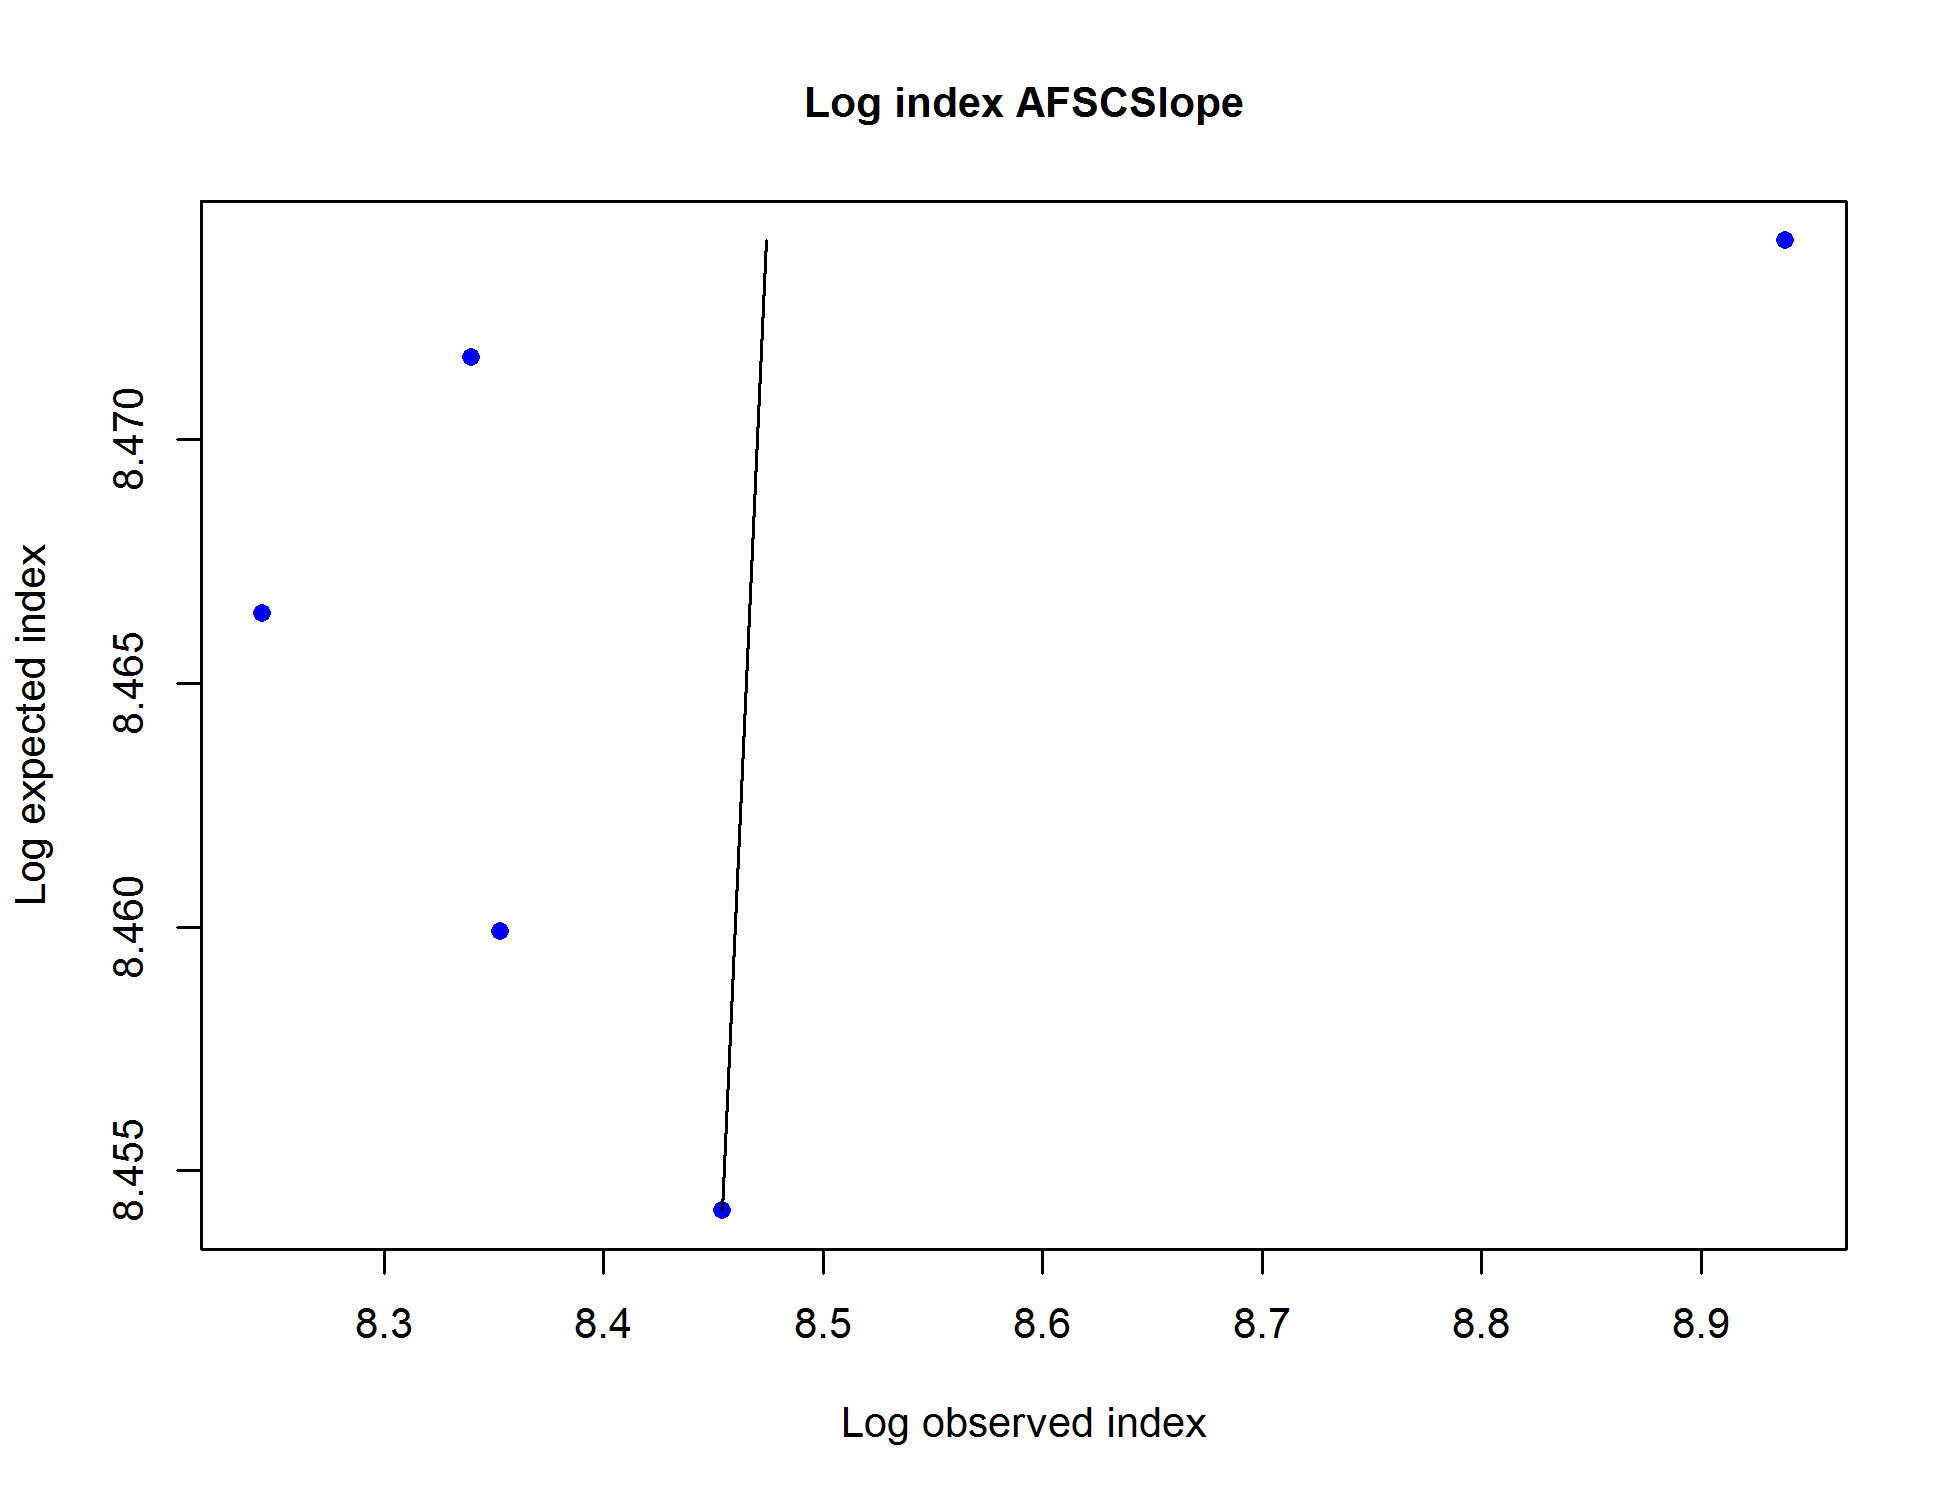 Log index AFSCSlope
Log expected index
8.470
8.465
8.460
8.455
8.3 8.4 8.5 8.6 8.7 8.8 8.9
Log observed index